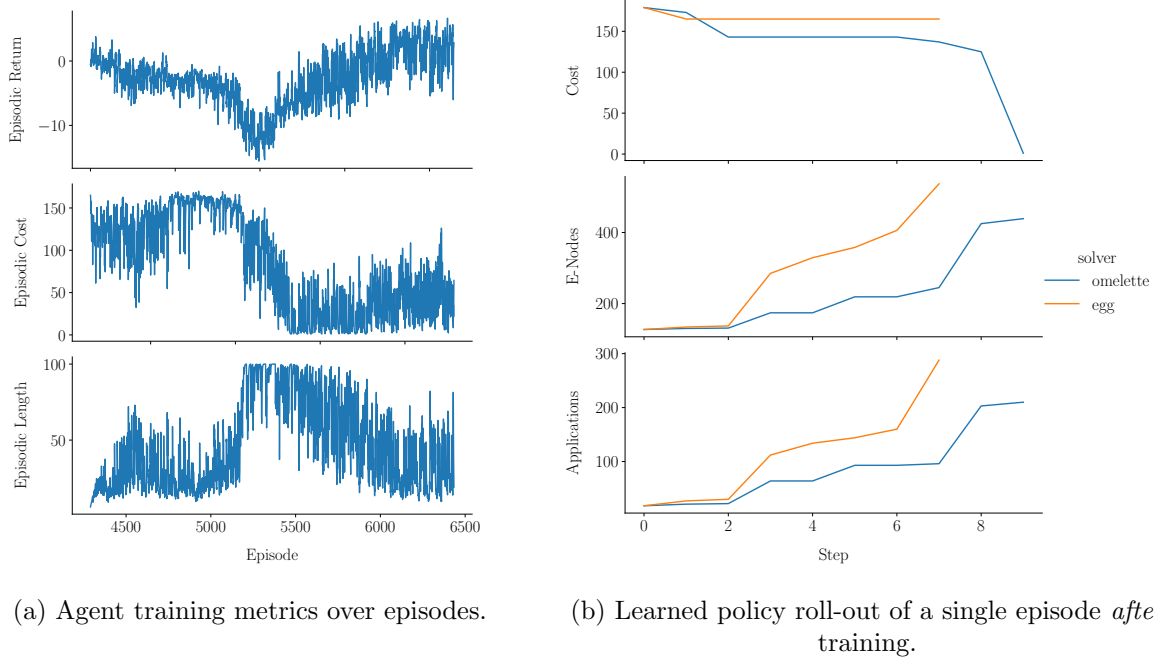 0
−10
Episodic Return
150
100
50
0
Episodic Cost
100
50
Episodic Length
4500 5000 5500 6000 6500
Episode
150
100
50
0
Cost
400
200
E-Nodes
300
200
100
Applications
0 2 4 6 8
Step
solver
omelette
egg
(a) Agent training metrics over episodes.
(b) Learned policy roll-out of a single episode afte
training.